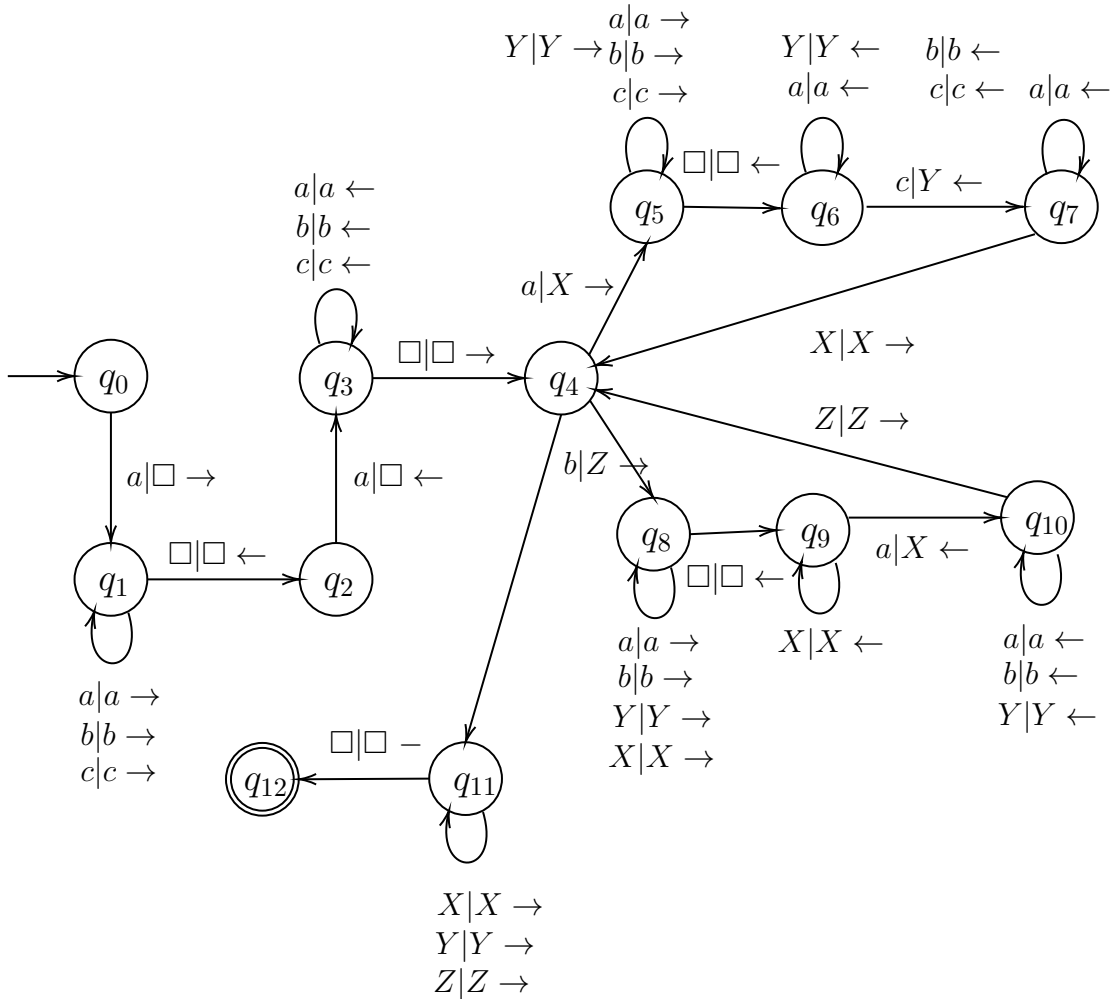 a|a →
Y|Y → b|b →
c|c →
Y|Y ←
a|a ←
b|b ←
c|c ← a|a ←
□|□ ←
c|Y ←
q5
q6
q7
a|a ←
b|b ←
c|c ←
a|X →
X|X →
□|□ →
q0
q3
q4
Z|Z →
a|□ →
a|□ ←
b|Z →
□|□ ←
q1
q2
q8
q9
q10
a|X ←
□|□ ←
a|a →
b|b →
c|c →
a|a →
b|b →
Y|Y →
X|X →
X|X ←
a|a ←
b|b ←
Y|Y ←
□|□ −
q12
q11
X|X →
Y|Y →
Z|Z →